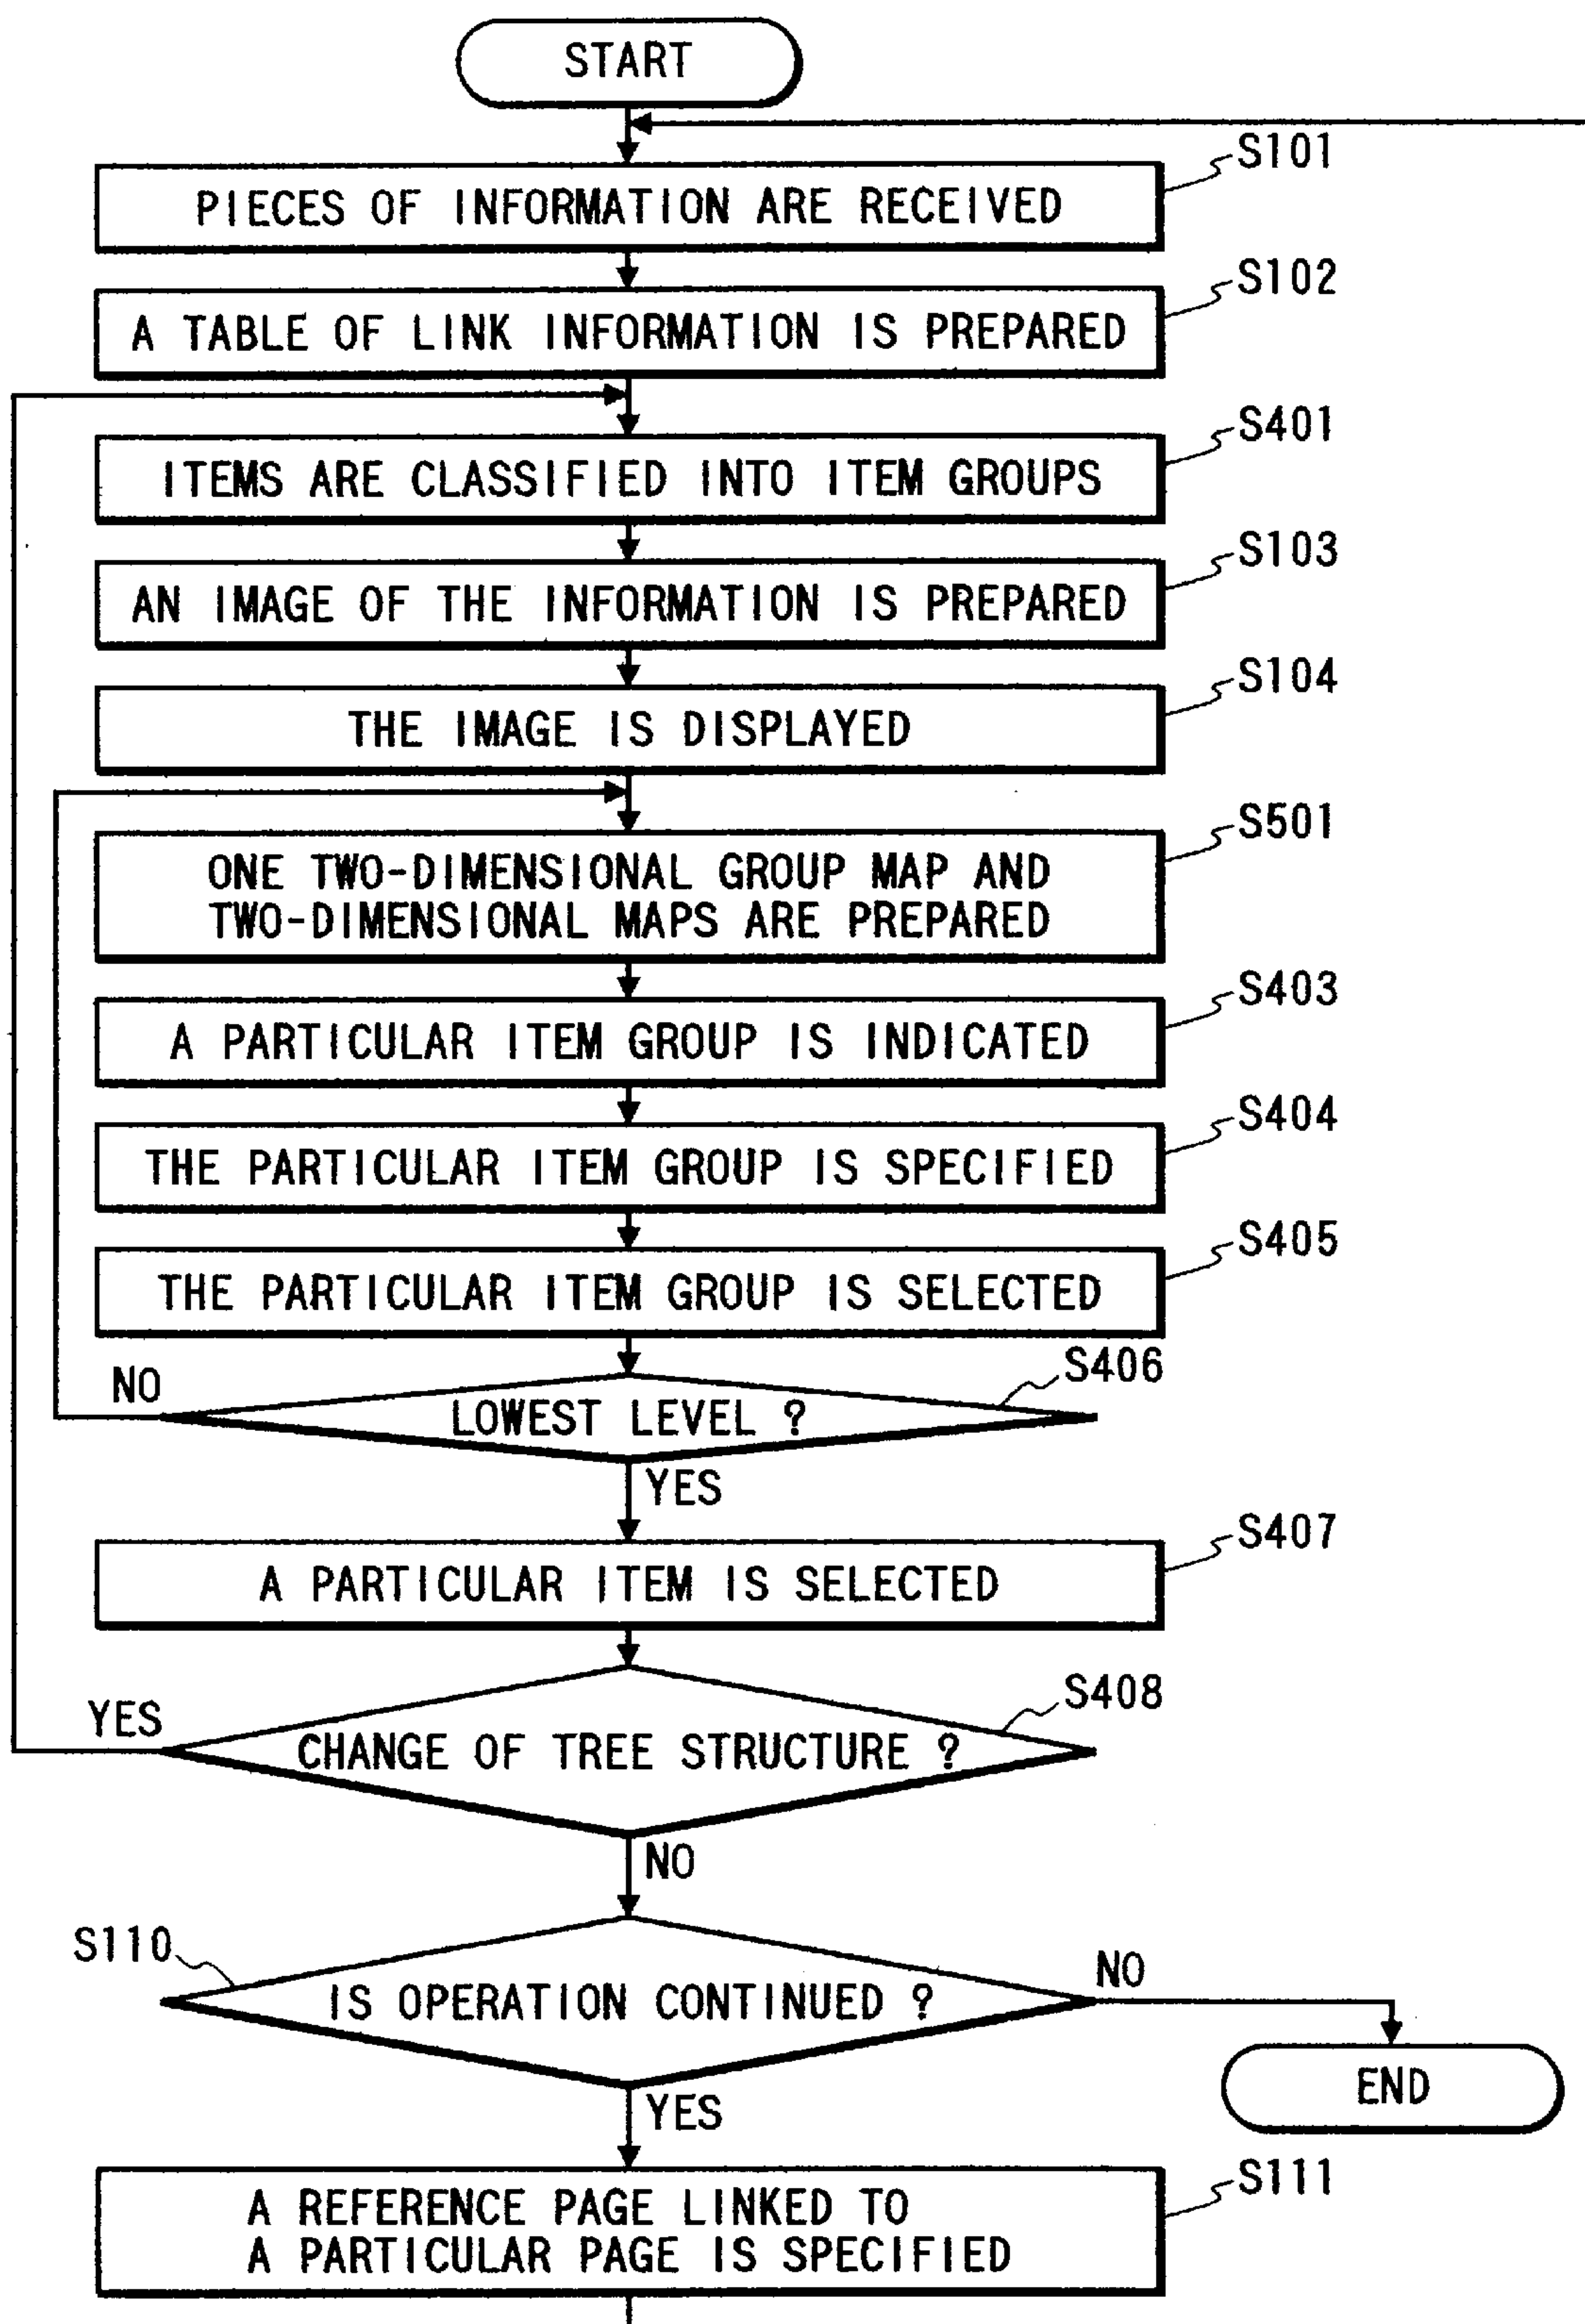 START
S101
PIECES OF INFORMATION ARE RECEIVED
S102
A TABLE OF LINK INFORMATION IS PREPARED
S401
ITEMS ARE CLASSIFIED INTO ITEM GROUPS
S103
AN IMAGE OF THE INFORMATION IS PREPARED
S104
THE IMAGE IS DISPLAYED
S501
ONE TWO-DIMENSIONAL GROUP MAP AND
TWO-DIMENSIONAL MAPS ARE PREPARED
S403
A PARTICULAR ITEM GROUP IS INDICATED
S404
THE PARTICULAR ITEM GROUP IS SPECIFIED
S405
THE PARTICULAR ITEM GROUP IS SELECTED
S406
NO
LOWEST LEVEL ?
YES
S407
A PARTICULAR ITEM IS SELECTED
S408
YES
CHANGE OF TREE STRUCTURE ?
NO
S110
NO
IS OPERATION CONTINUED ?
END
YES
S111
A REFERENCE PAGE LINKED TO
A PARTICULAR PAGE IS SPECIFIED